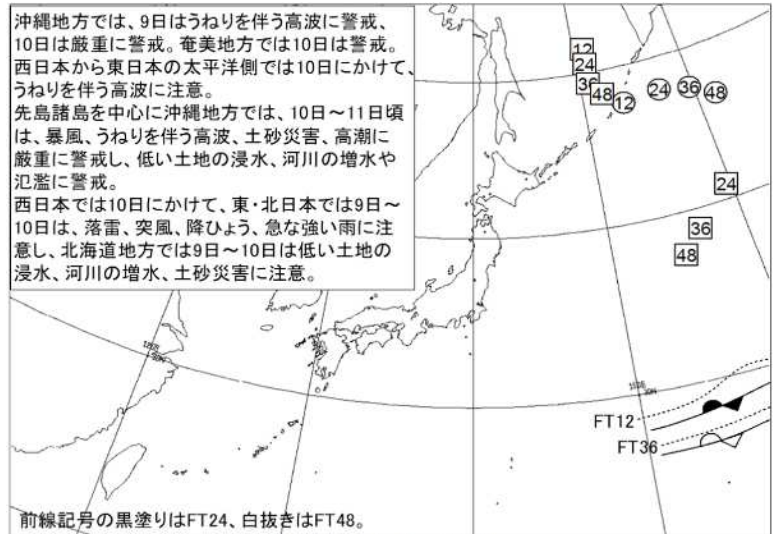 沖縄地方では、9日はうねりを伴う高波に警戒、
10日は厳重に警戒。奄美地方では10日は警戒。
西日本から東日本の太平洋側では10日にかけて、
うねりを伴う高波に注意。
先島諸島を中心に沖縄地方では、10日～11日頃
は、暴風、うねりを伴う高波、土砂災害、高潮に
厳重に警戒し、低い土地の浸水、河川の増水や
氾濫に警戒。
西日本では10日にかけて、東・北日本では9日～
10日は、落雷、突風、降ひょう、急な強い雨に注
意し、北海道地方では9日～10日は低い土地の
浸水、河川の増水、土砂災害に注意。
12
24
36
48
12
24
36
48
24
36
48
FT12
FT36
前線記号の黒塗りはFT24、白抜きはFT48。